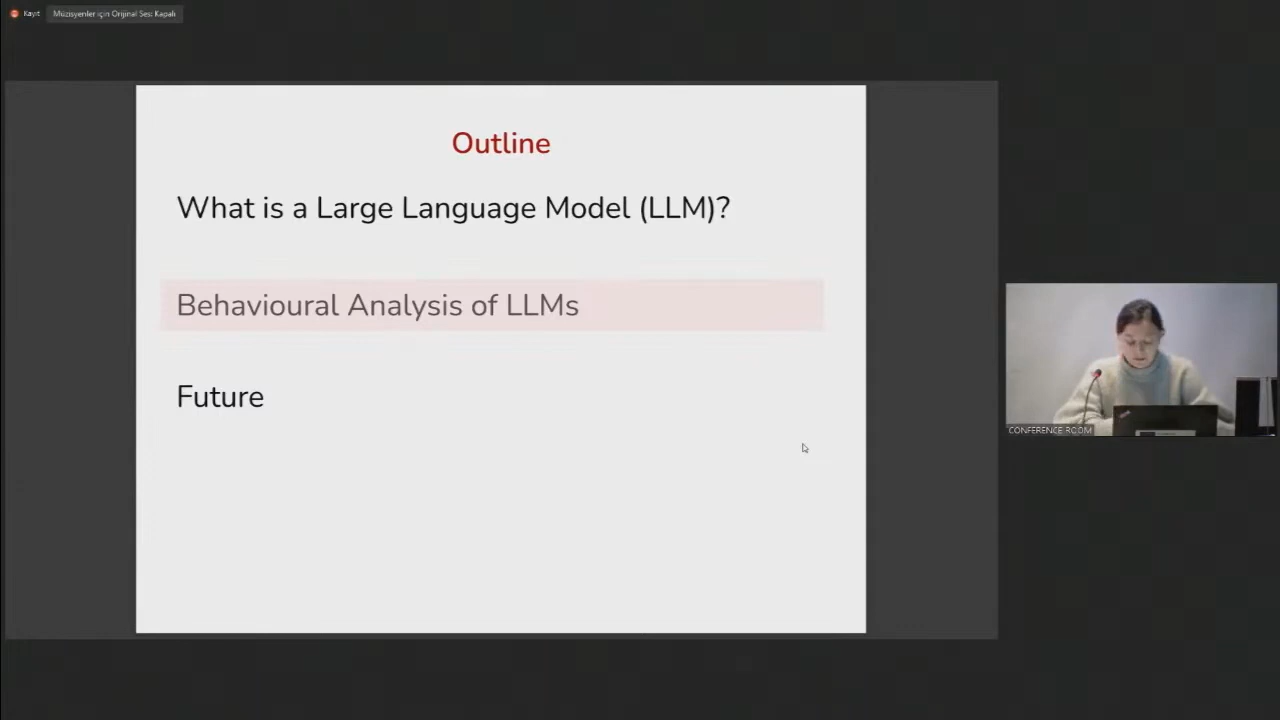 Kayıt
Müzisyenler için Orijinal Ses: Kapalı
Outline
What is a Large Language Model (LLM)?
Behavioural Analysis of LLMs
Future
CONFERENCE ROOM